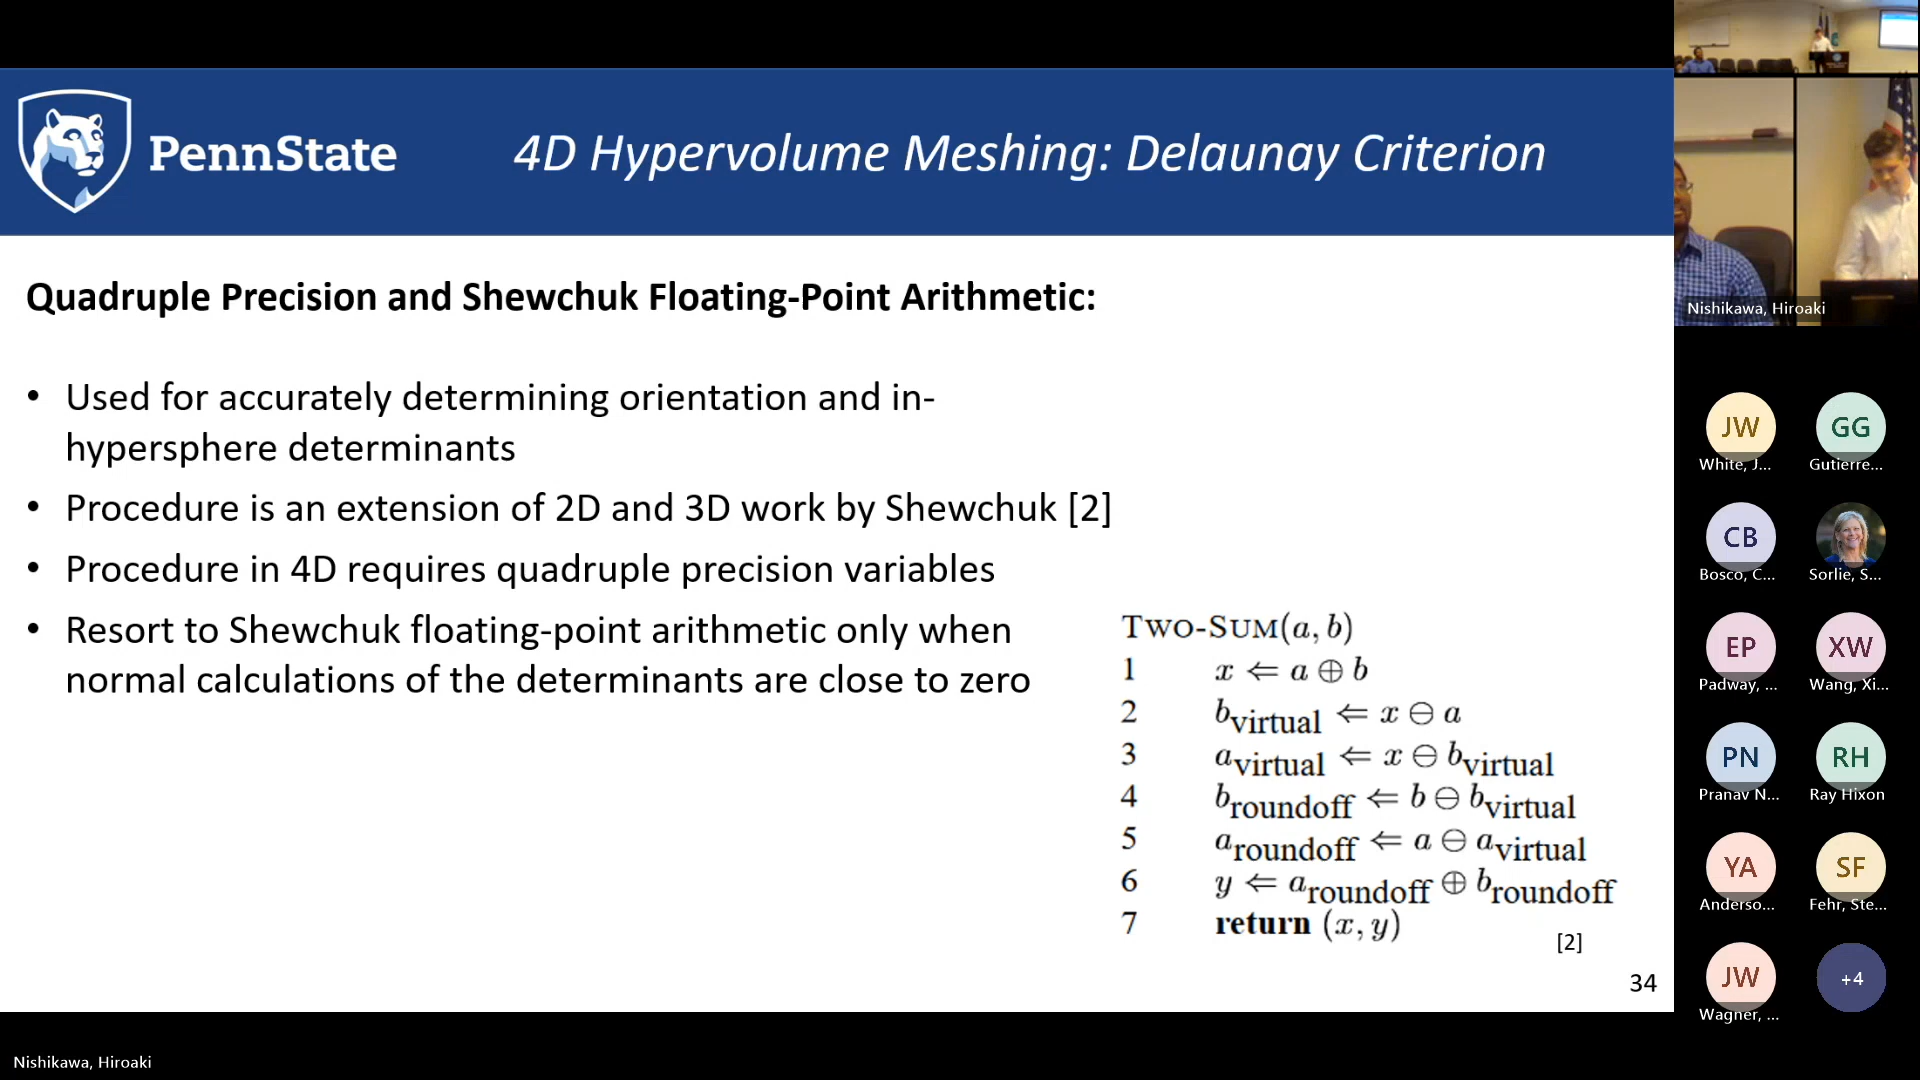 PennState
4D Hypervolume Meshing: Delaunay Criterion
Quadruple Precision and Shewchuk Floating-Point Arithmetic:
• Used for accurately determining orientation and in-
hypersphere determinants
• Procedure is an extension of 2D and 3D work by Shewchuk [2]
• Procedure in 4D requires quadruple precision variables
• Resort to Shewchuk floating-point arithmetic only when
normal calculations of the determinants are close to zero
TWO-SUM(a, b)
1 x ⇐ a ⊕ b
2 bvirtual ⇐ x ⊖ a
3 avirtual ⇐ x ⊖ bvirtual
4 broundoff ⇐ b ⊖ bvirtual
5 aroundoff ⇐ a ⊖ avirtual
6 y ⇐ aroundoff ⊕ broundoff
7 return (x, y)
[2]
34
Nishikawa, Hiroaki
JW GG
White, J... Gutierre...
CB
Bosco, C... Sorlie, S...
EP XW
Padway, ... Wang, Xi...
PN RH
Pranav N... Ray Hixon
YA SF
Anderso... Fehr, Ste...
JW +4
Wagner, ...
Nishikawa, Hiroaki